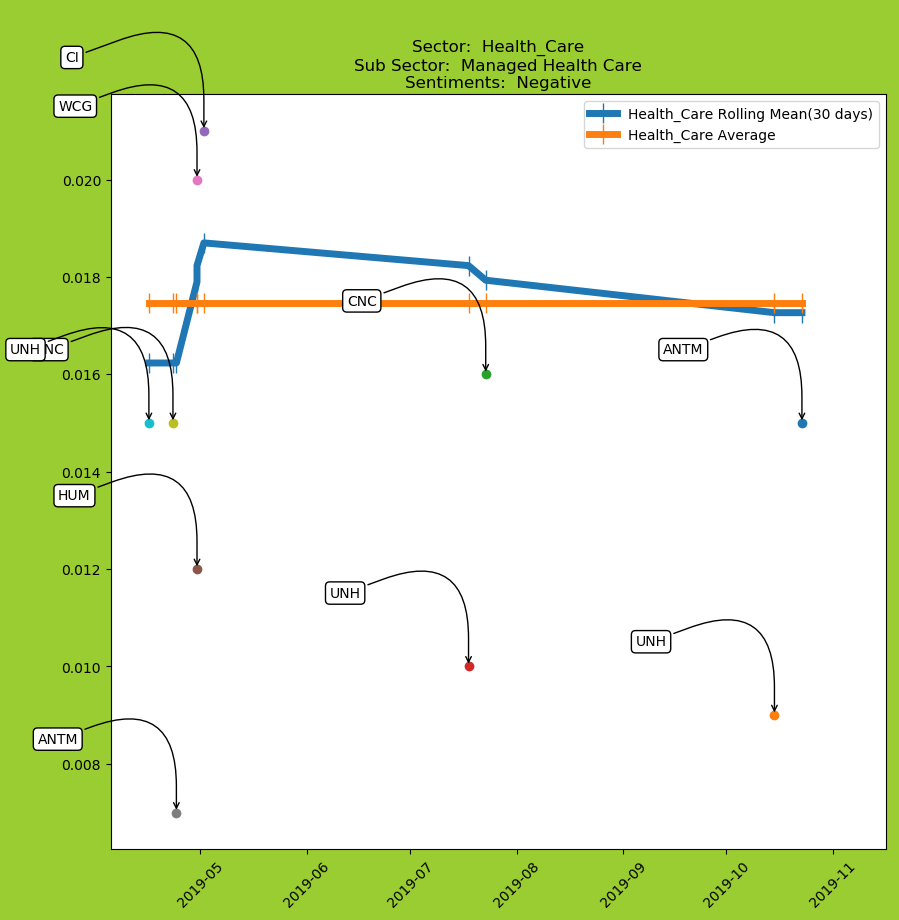 Sector:  Health_Care
Sub Sector:  Managed Health Care
Sentiments:  Negative
CI
WCG
Health_Care Rolling Mean(30 days)
Health_Care Average
0.020
0.018
CNC
UNH
NC
ANTM
0.016
0.014
HUM
0.012
UNH
0.010
UNH
ANTM
0.008
2019-05
2019-06
2019-07
2019-08
2019-09
2019-10
2019-11